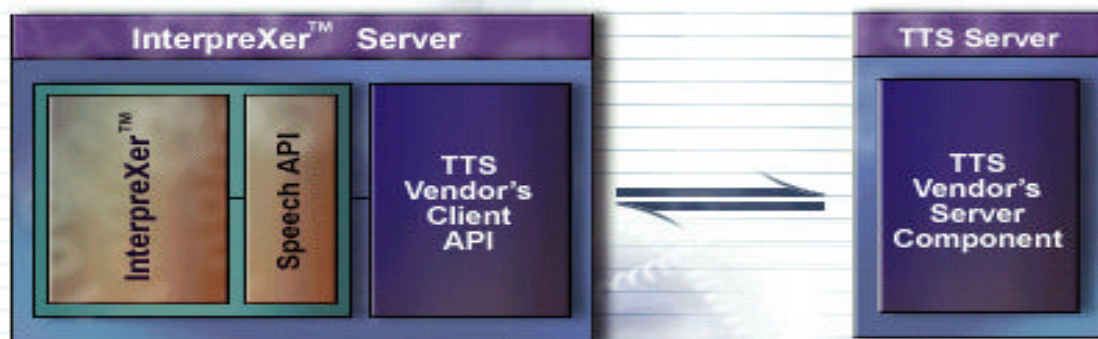 InterpreXer™ Server
InterpreXer™
Speech API
TTS
Vendor's
Client
API
TTS Server
TTS
Vendor's
Server
Component